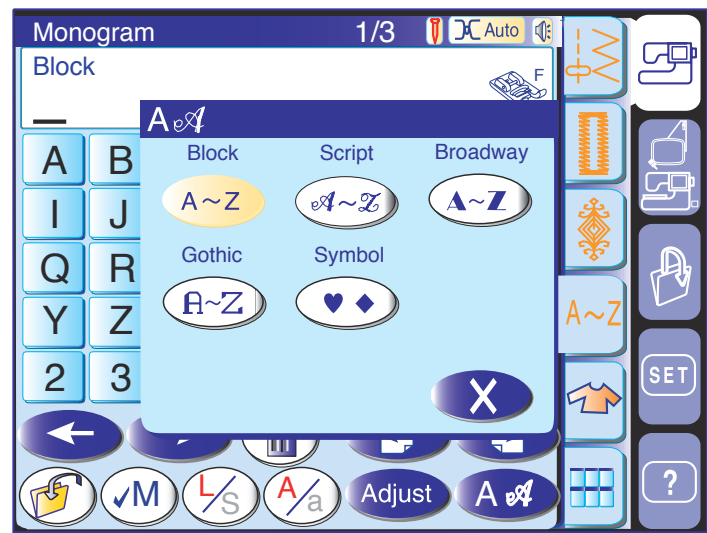 Monogram 1/3 Auto
Block
F
A 𝒜
Block Script Broadway
A~Z 𝒜~𝒵 A~Z
Gothic Symbol
A~Z ♥ ◆
X
A B
I J
Q R
Y Z
2 3
✓M L/S A/a Adjust A 𝒜
A~Z
SET
?